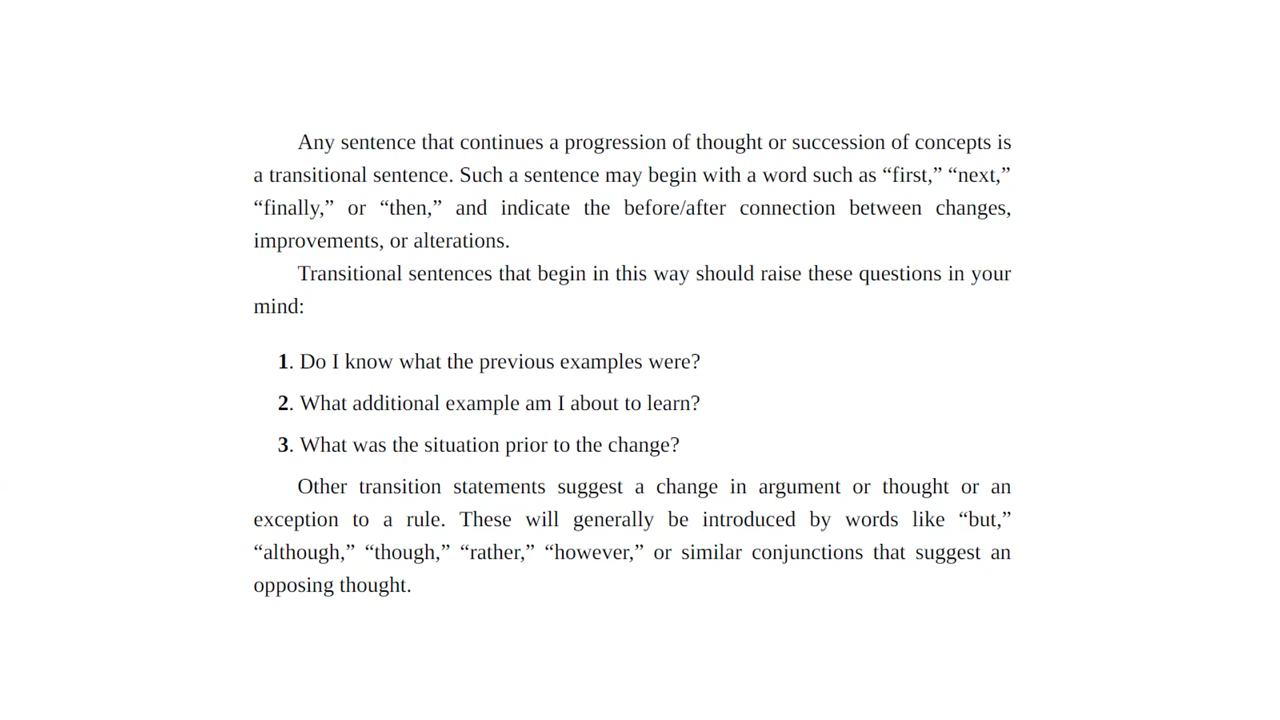 Any sentence that continues a progression of thought or succession of concepts is
a transitional sentence. Such a sentence may begin with a word such as “first,” “next,”
“finally,” or “then,” and indicate the before/after connection between changes,
improvements, or alterations.
Transitional sentences that begin in this way should raise these questions in your
mind:
1. Do I know what the previous examples were?
2. What additional example am I about to learn?
3. What was the situation prior to the change?
Other transition statements suggest a change in argument or thought or an
exception to a rule. These will generally be introduced by words like “but,”
“although,” “though,” “rather,” “however,” or similar conjunctions that suggest an
opposing thought.